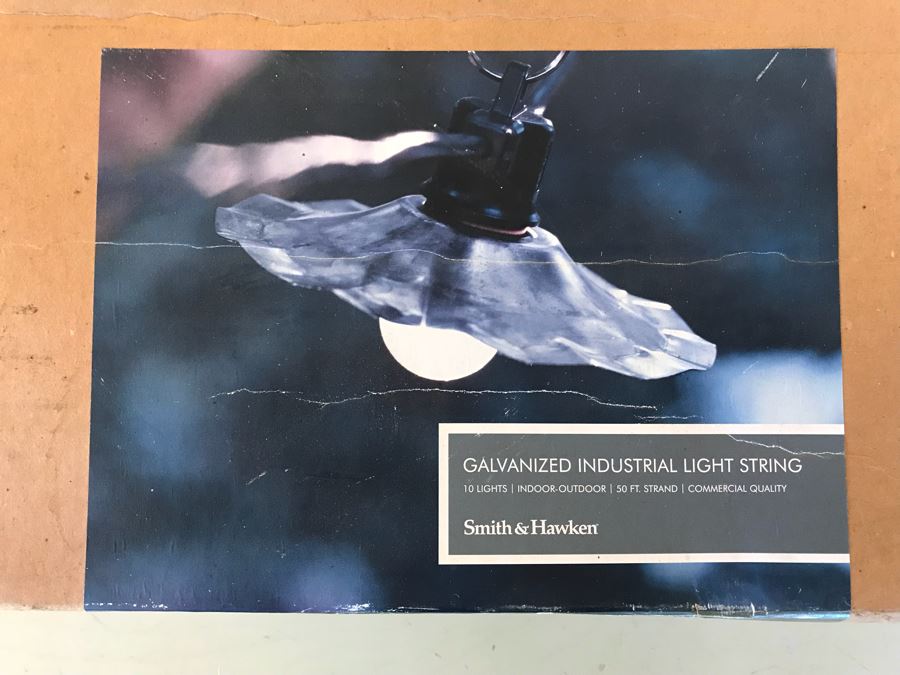 GALVANIZED INDUSTRIAL LIGHT STRING
10 LIGHTS | INDOOR-OUTDOOR | 50 FT. STRAND | COMMERCIAL QUALITY
Smith & Hawken